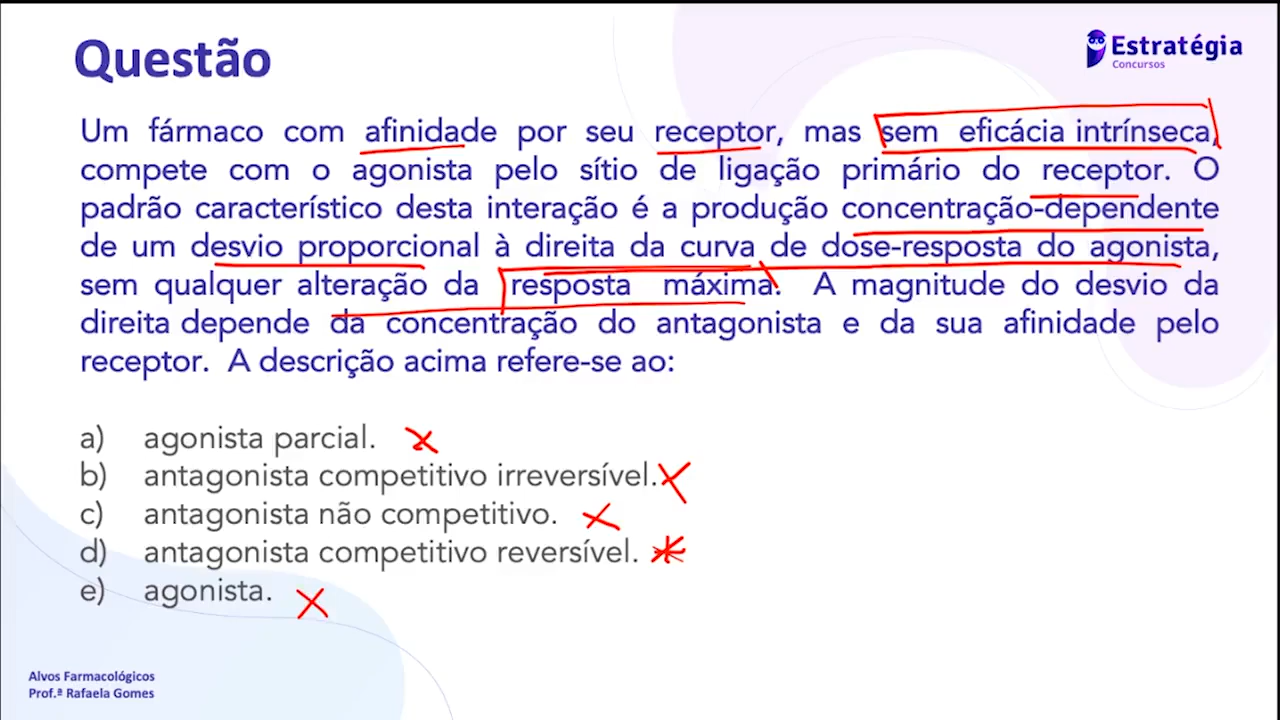 Questão
Estratégia
Concursos
Um fármaco com afinidade por seu receptor, mas sem eficácia intrínseca,
compete com o agonista pelo sítio de ligação primário do receptor. O
padrão característico desta interação é a produção concentração-dependente
de um desvio proporcional à direita da curva de dose-resposta do agonista,
sem qualquer alteração da resposta máxima. A magnitude do desvio da
direita depende da concentração do antagonista e da sua afinidade pelo
receptor. A descrição acima refere-se ao:
a) agonista parcial.
b) antagonista competitivo irreversível.
c) antagonista não competitivo.
d) antagonista competitivo reversível.
e) agonista.
Alvos Farmacológicos
Prof.ª Rafaela Gomes